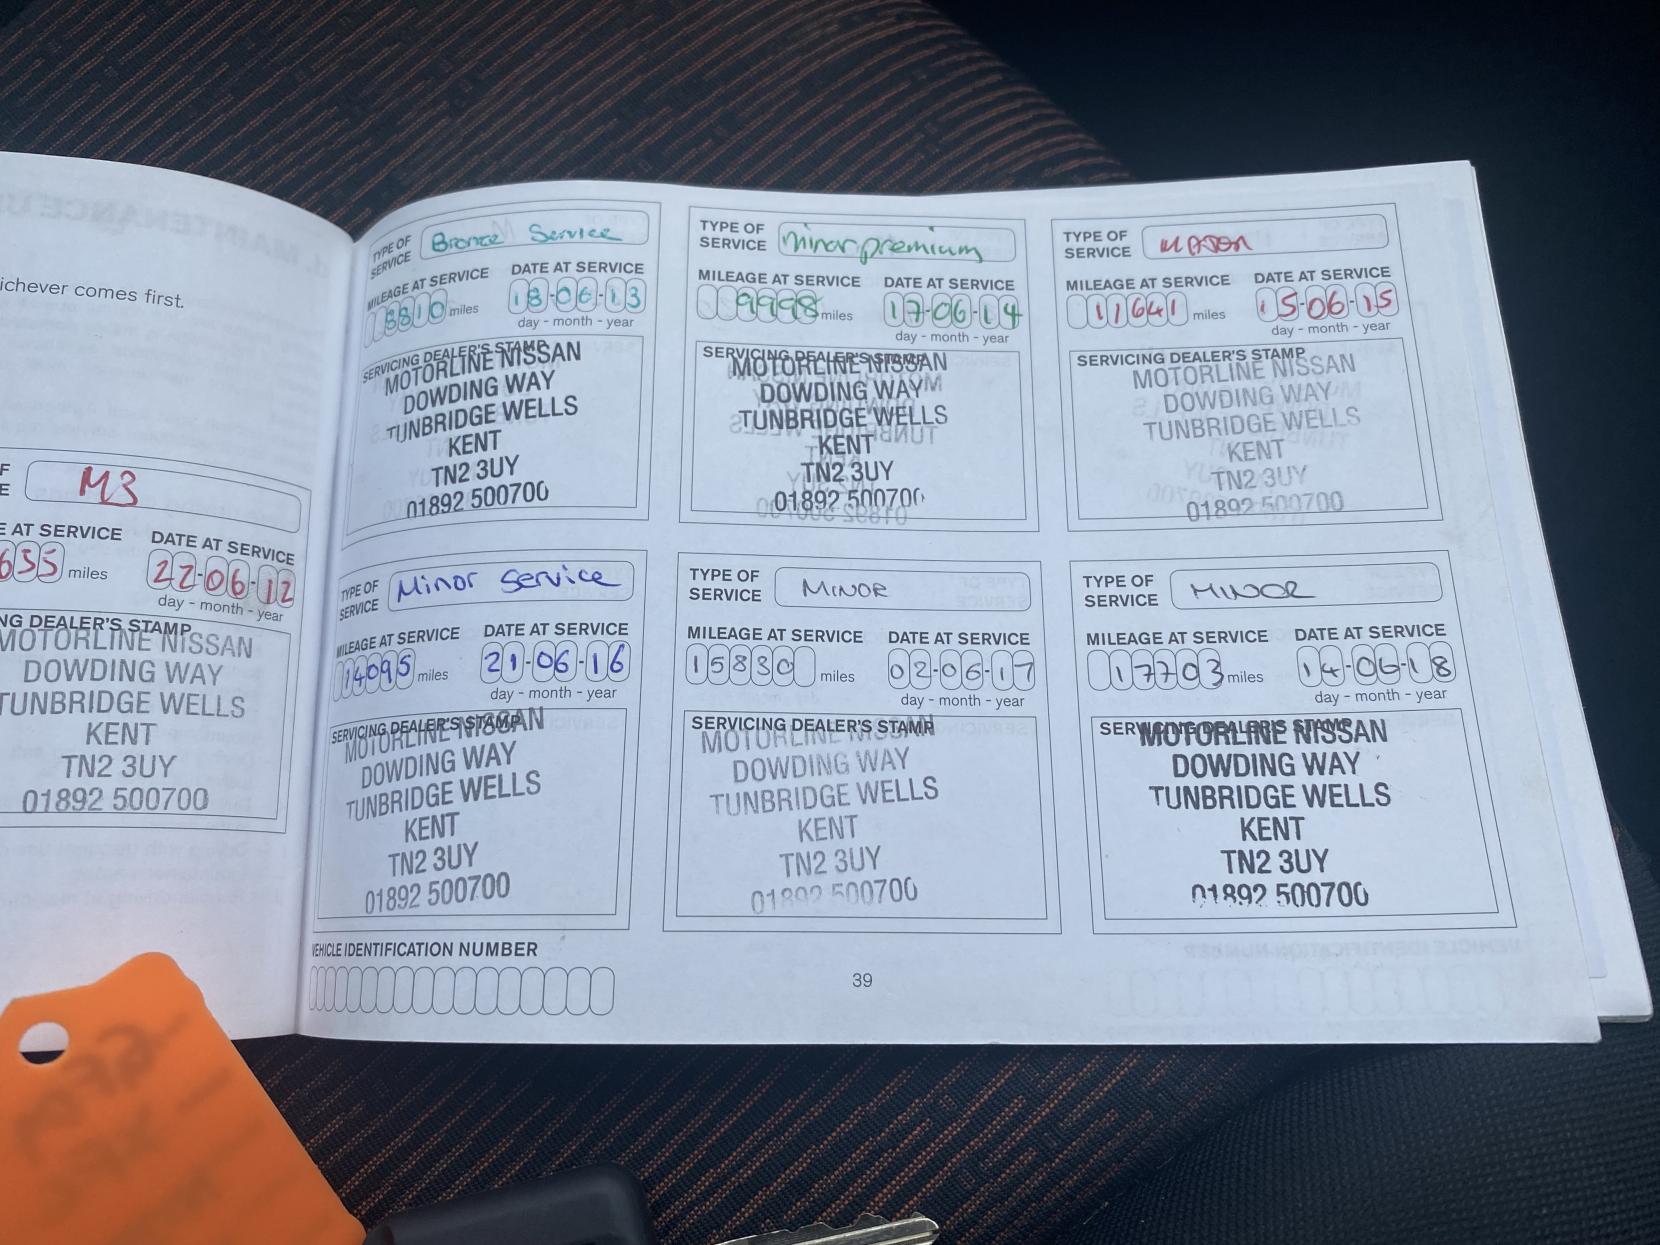 ichever comes first.
F
E
M3
E AT SERVICE
DATE AT SERVICE
635 miles
22-06-12
day - month - year
NG DEALER'S STAMP
MOTORLINE NISSAN
DOWDING WAY
TUNBRIDGE WELLS
KENT
TN2 3UY
01892 500700
TYPE OF
SERVICE
Bronze Service
MILEAGE AT SERVICE
DATE AT SERVICE
8810 miles
18-06-13
day - month - year
SERVICING DEALER'S STAMP
MOTORLINE NISSAN
DOWDING WAY
TUNBRIDGE WELLS
KENT
TN2 3UY
01892 500700
TYPE OF
SERVICE
Minor premium
MILEAGE AT SERVICE
DATE AT SERVICE
9998 miles
17-06-14
day - month - year
SERVICING DEALER'S STAMP
MOTORLINE NISSAN
DOWDING WAY
TUNBRIDGE WELLS
KENT
TN2 3UY
01892 500700
TYPE OF
SERVICE
MAJOR
MILEAGE AT SERVICE
DATE AT SERVICE
11641 miles
15-06-15
day - month - year
SERVICING DEALER'S STAMP
MOTORLINE NISSAN
DOWDING WAY
TUNBRIDGE WELLS
KENT
TN2 3UY
01892 500700
TYPE OF
SERVICE
Minor Service
MILEAGE AT SERVICE
DATE AT SERVICE
14095 miles
21-06-16
day - month - year
SERVICING DEALER'S STAMP
MOTORLINE NISSAN
DOWDING WAY
TUNBRIDGE WELLS
KENT
TN2 3UY
01892 500700
TYPE OF
SERVICE
MINOR
MILEAGE AT SERVICE
DATE AT SERVICE
15830 miles
02-06-17
day - month - year
SERVICING DEALER'S STAMP
MOTORLINE NISSAN
DOWDING WAY
TUNBRIDGE WELLS
KENT
TN2 3UY
01892 500700
TYPE OF
SERVICE
MINOR
MILEAGE AT SERVICE
DATE AT SERVICE
17703 miles
14-06-18
day - month - year
SERVICING DEALER'S STAMP
MOTORLINE NISSAN
DOWDING WAY
TUNBRIDGE WELLS
KENT
TN2 3UY
01892 500700
VEHICLE IDENTIFICATION NUMBER
39